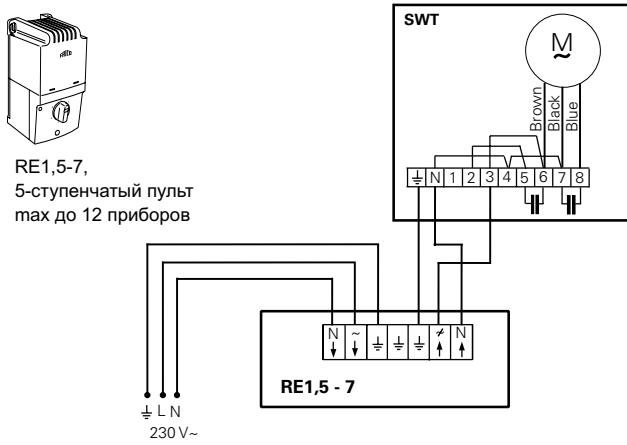 FRICO
RE1,5-7,
5-ступенчатый пульт
max до 12 приборов
SWT
M
~
Brown
Black
Blue
N 1 2 3 4 5 6 7 8
N ~ N
RE1,5 - 7
L N
230 V~